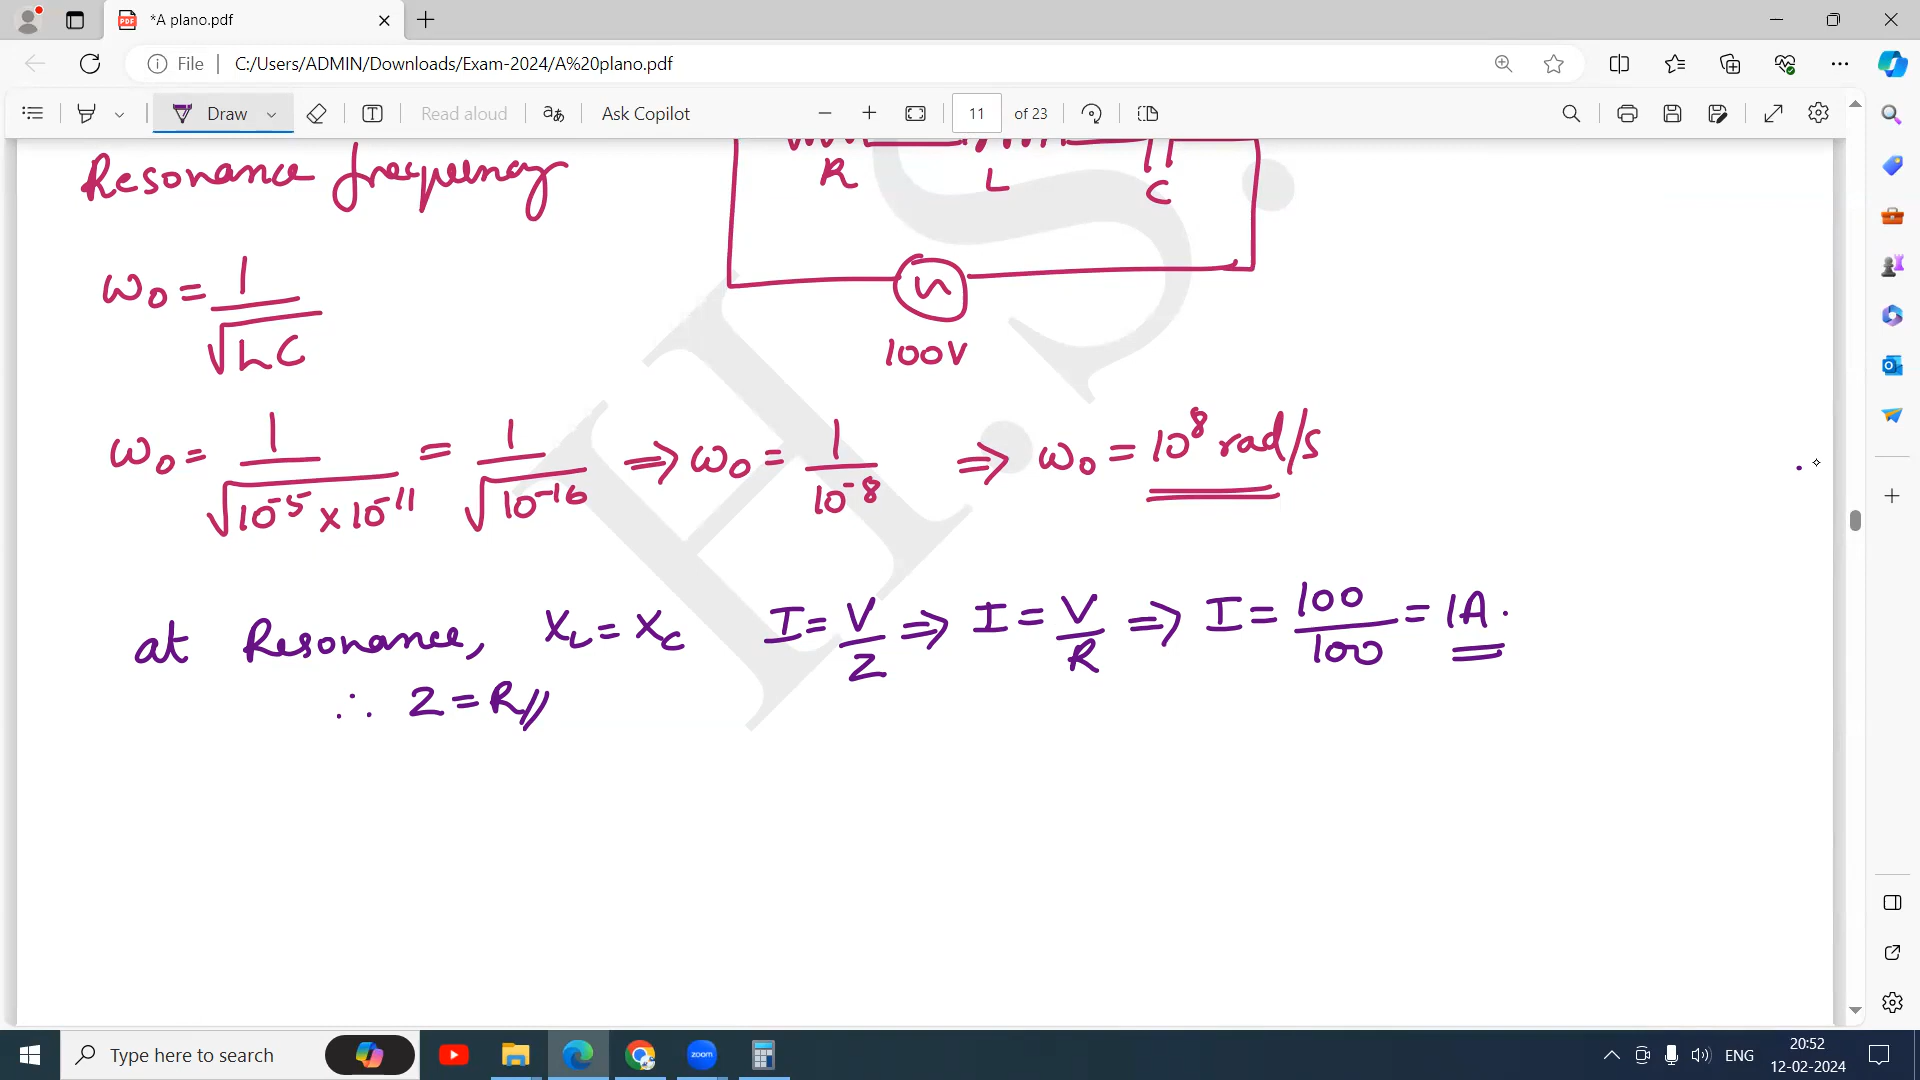 *A plano.pdf
File
C:/Users/ADMIN/Downloads/Exam-2024/A%20plano.pdf
Draw
Read aloud
Ask Copilot
11
of 23
Resonance frequency
R
L
C
100V
ω₀ = 1/√LC
ω₀ = 1/√10⁻⁵ x 10⁻¹¹ = 1/√10⁻¹⁶ ⇒ ω₀ = 1/10⁻⁸ ⇒ ω₀ = 10⁸ rad/s
at Resonance, X_L = X_C I = V/Z ⇒ I = V/R ⇒ I = 100/100 = 1A.
∴ Z = R//
H.S.
Type here to search
zoom
ENG
20:52
12-02-2024